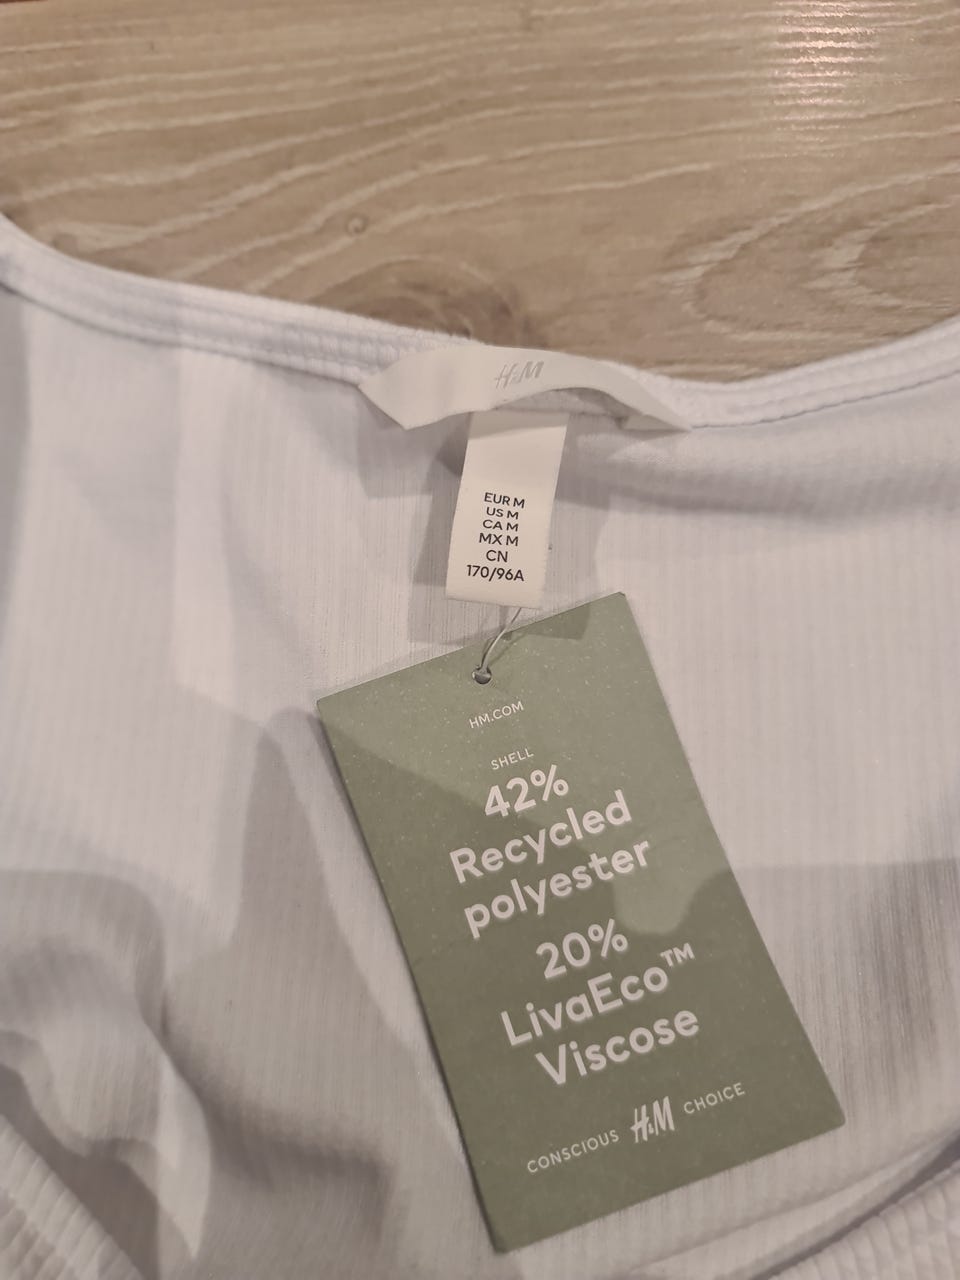 H&M
EUR M
US M
CA M
MX M
CN
170/96A
HM.COM
SHELL
42%
Recycled
polyester
20%
LivaEco™
Viscose
CONSCIOUS H&M CHOICE